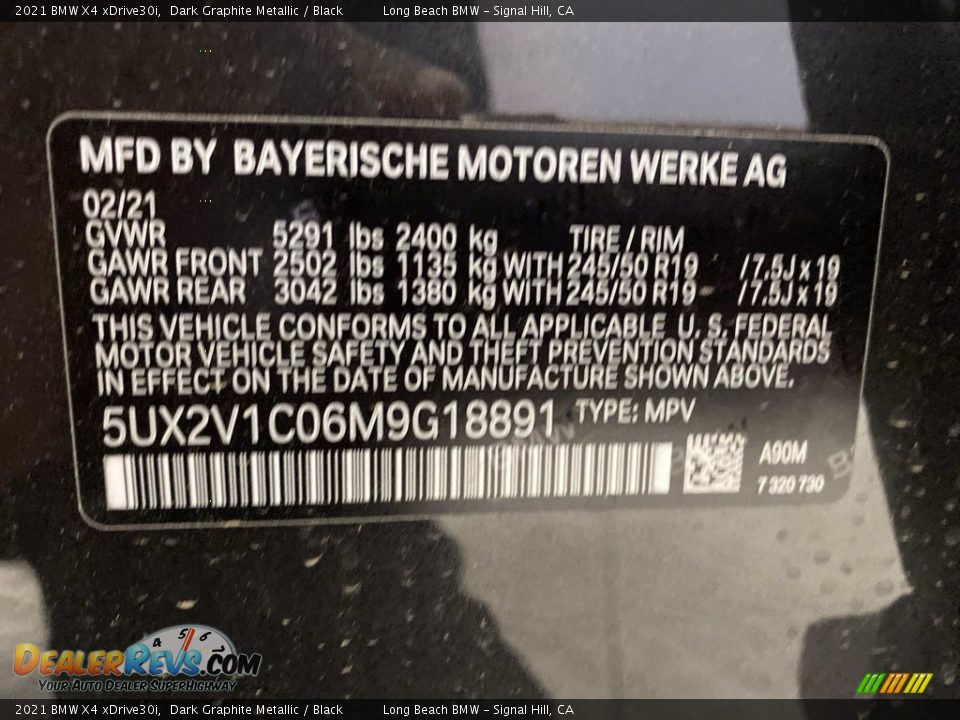 2021 BMW X4 xDrive30i, Dark Graphite Metallic / Black Long Beach BMW - Signal Hill, CA
MFD BY BAYERISCHE MOTOREN WERKE AG
02/21
GVWR 5291 lbs 2400 kg TIRE / RIM
GAWR FRONT 2502 lbs 1135 kg WITH 245/50 R19 / 7.5J x 19
GAWR REAR 3042 lbs 1380 kg WITH 245/50 R19 / 7.5J x 19
THIS VEHICLE CONFORMS TO ALL APPLICABLE U. S. FEDERAL
MOTOR VEHICLE SAFETY AND THEFT PREVENTION STANDARDS
IN EFFECT ON THE DATE OF MANUFACTURE SHOWN ABOVE.
5UX2V1C06M9G18891 TYPE: MPV
A90M
7 320 730
4 5 6
DEALERREVS.COM
YOUR AUTO DEALER SUPERHIGHWAY
2021 BMW X4 xDrive30i, Dark Graphite Metallic / Black Long Beach BMW - Signal Hill, CA